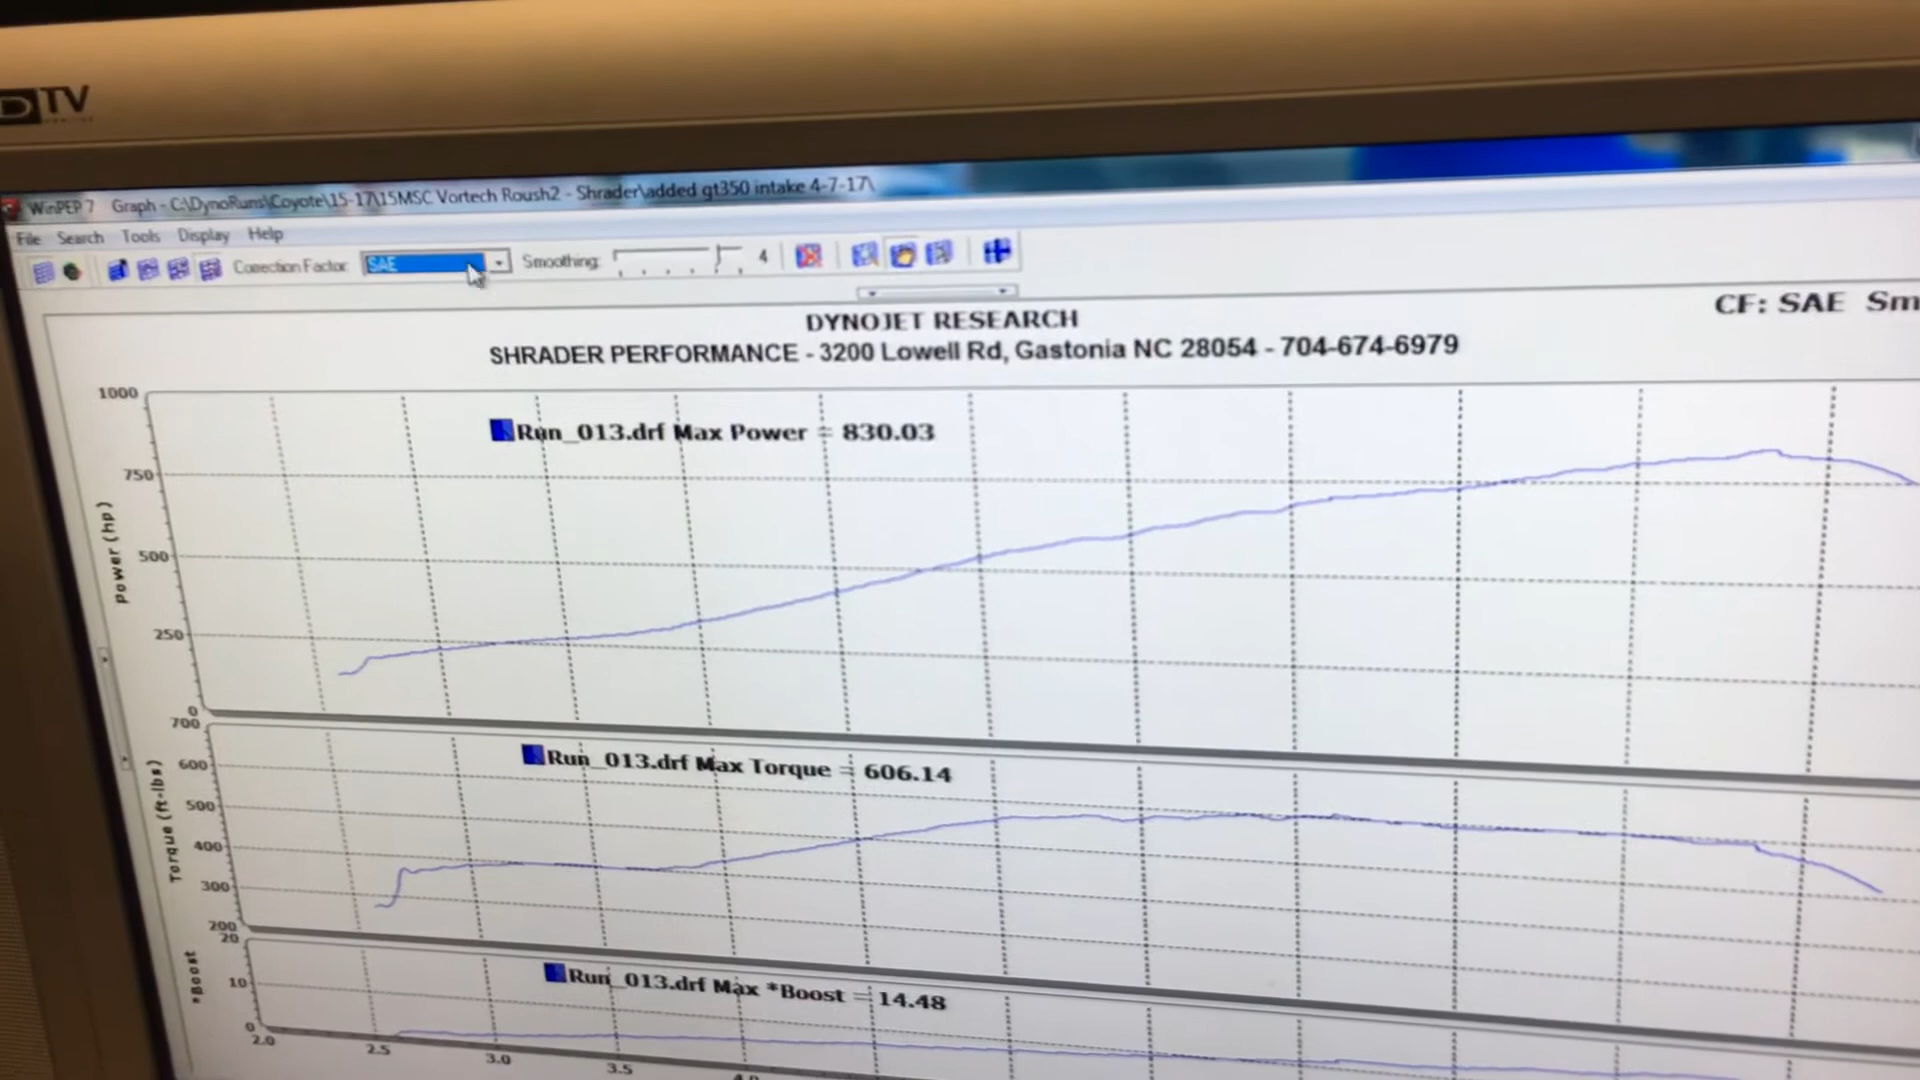 DTV
WinPEP 7 Graph - C:\DynoRuns\Coyote\15-17\15MSC Vortech Roush2 - Shrader\added gt350 intake 4-7-17\
File Search Tools Display Help
Correction Factor: SAE Smoothing: 4
CF: SAE Sm
DYNOJET RESEARCH
SHRADER PERFORMANCE - 3200 Lowell Rd, Gastonia NC 28054 - 704-674-6979
Run_013.drf Max Power = 830.03
1000
750
500
250
0
Power (hp)
Run_013.drf Max Torque = 606.14
700
600
500
400
300
200
Torque (ft-lbs)
Run_013.drf Max *Boost = 14.48
20
10
0
*Boost
2.0 2.5 3.0 3.5 4.0